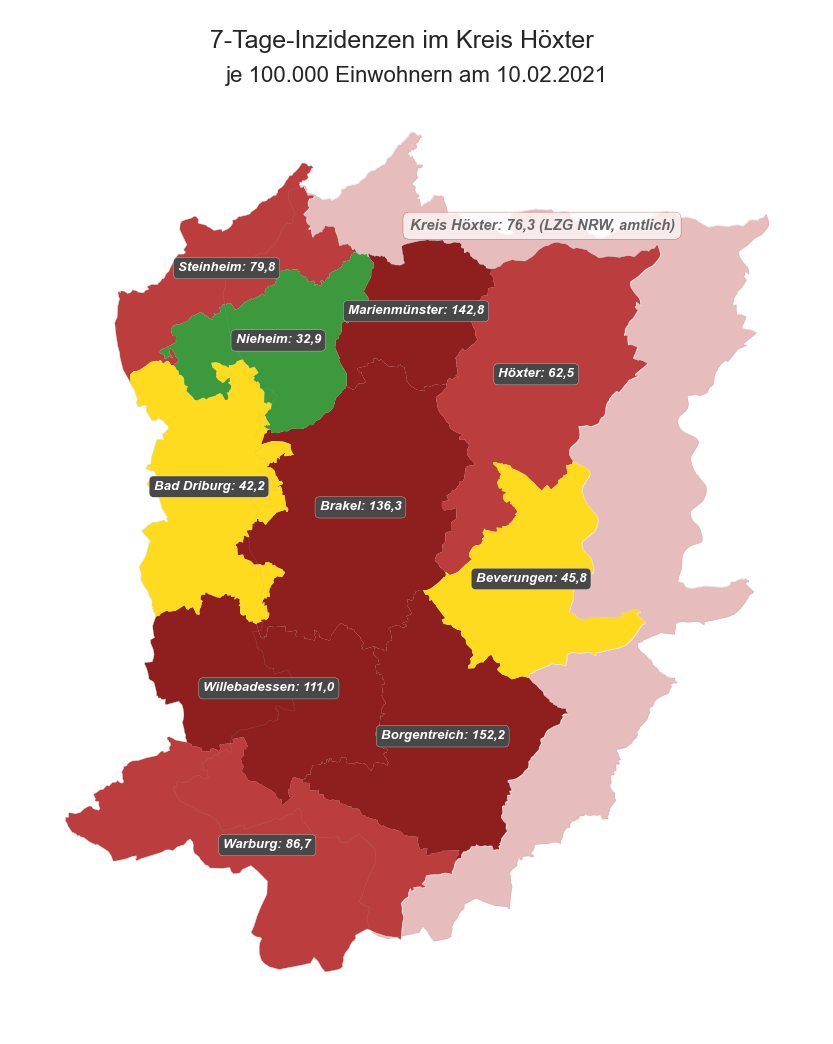 7-Tage-Inzidenzen im Kreis Höxter
je 100.000 Einwohnern am 10.02.2021
Kreis Höxter: 76,3 (LZG NRW, amtlich)
Steinheim: 79,8
Marienmünster: 142,8
Nieheim: 32,9
Höxter: 62,5
Bad Driburg: 42,2
Brakel: 136,3
Beverungen: 45,8
Willebadessen: 111,0
Borgentreich: 152,2
Warburg: 86,7